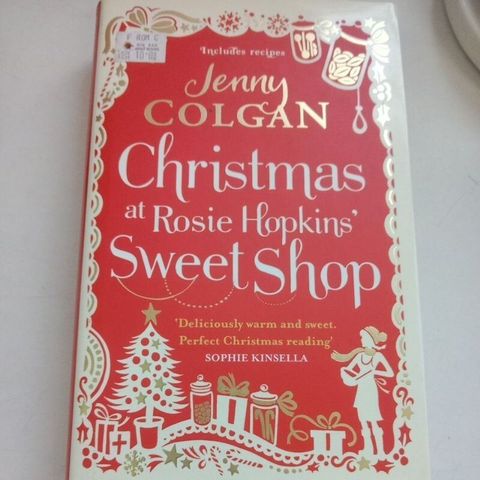 Includes recipes
Jenny
COLGAN
Christmas
at Rosie Hopkins'
Sweet Shop
'Deliciously warm and sweet.
Perfect Christmas reading'
SOPHIE KINSELLA